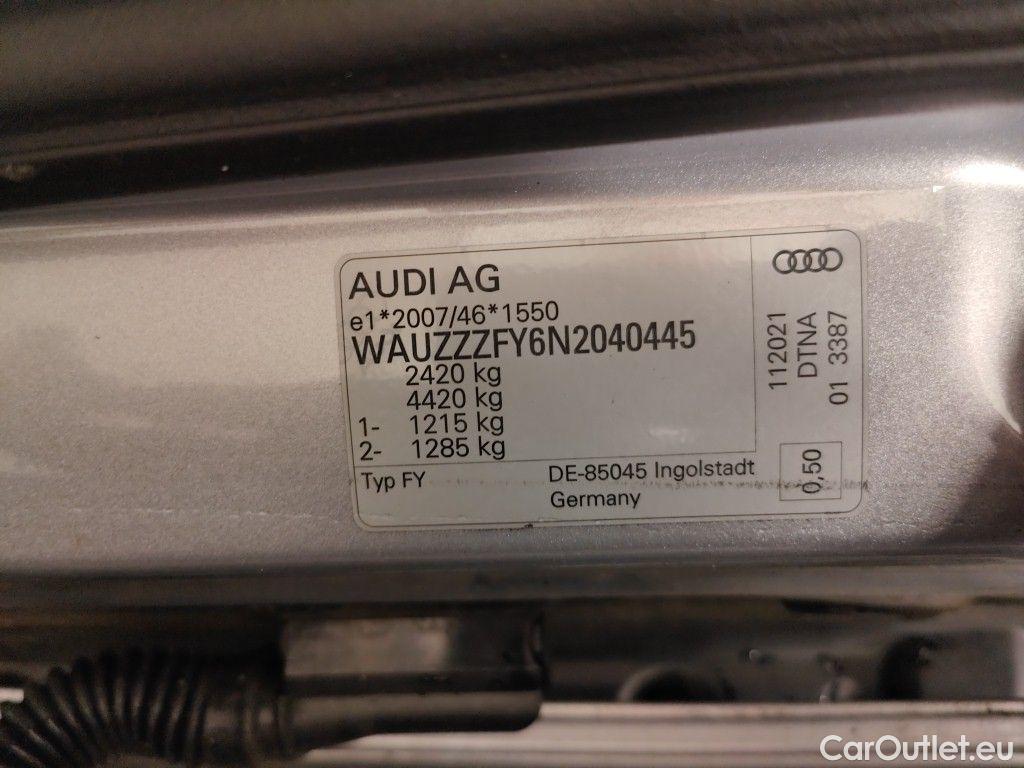 AUDI AG
e1*2007/46*1550
WAUZZZFY6N2040445
2420 kg
4420 kg
1- 1215 kg
2- 1285 kg
Typ FY
DE-85045 Ingolstadt
Germany
112021
DTNA
01 3387
0,50
CarOutlet.eu